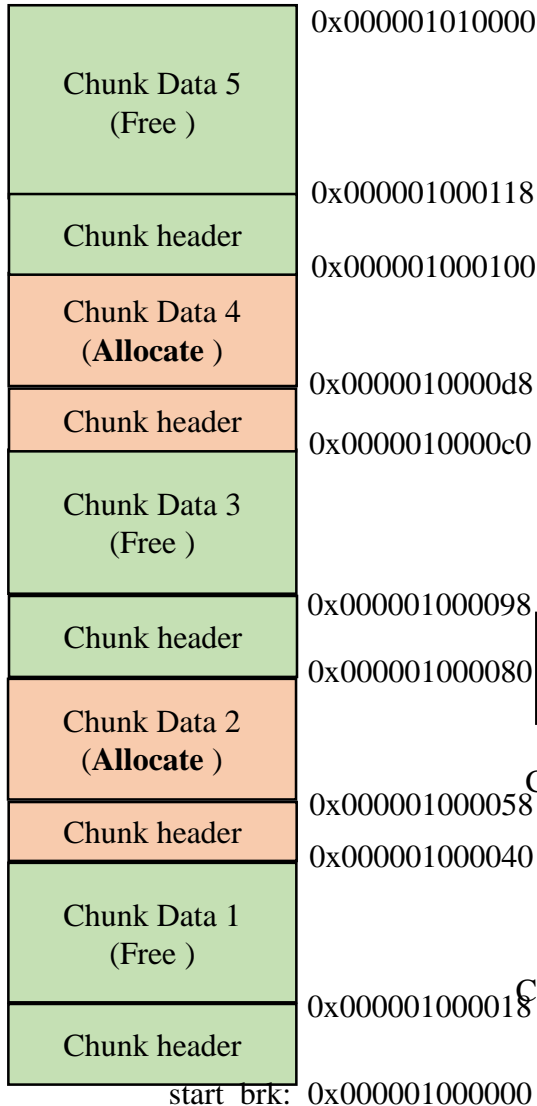 0x000001010000
Chunk Data 5
(Free )
0x000001000118
Chunk header
0x000001000100
Chunk Data 4
(Allocate )
0x0000010000d8
Chunk header
0x0000010000c0
Chunk Data 3
(Free )
0x000001000098
Chunk header
0x000001000080
Chunk Data 2
(Allocate )
C
0x000001000058
Chunk header
0x000001000040
Chunk Data 1
(Free )
C
0x000001000018
Chunk header
start brk: 0x000001000000